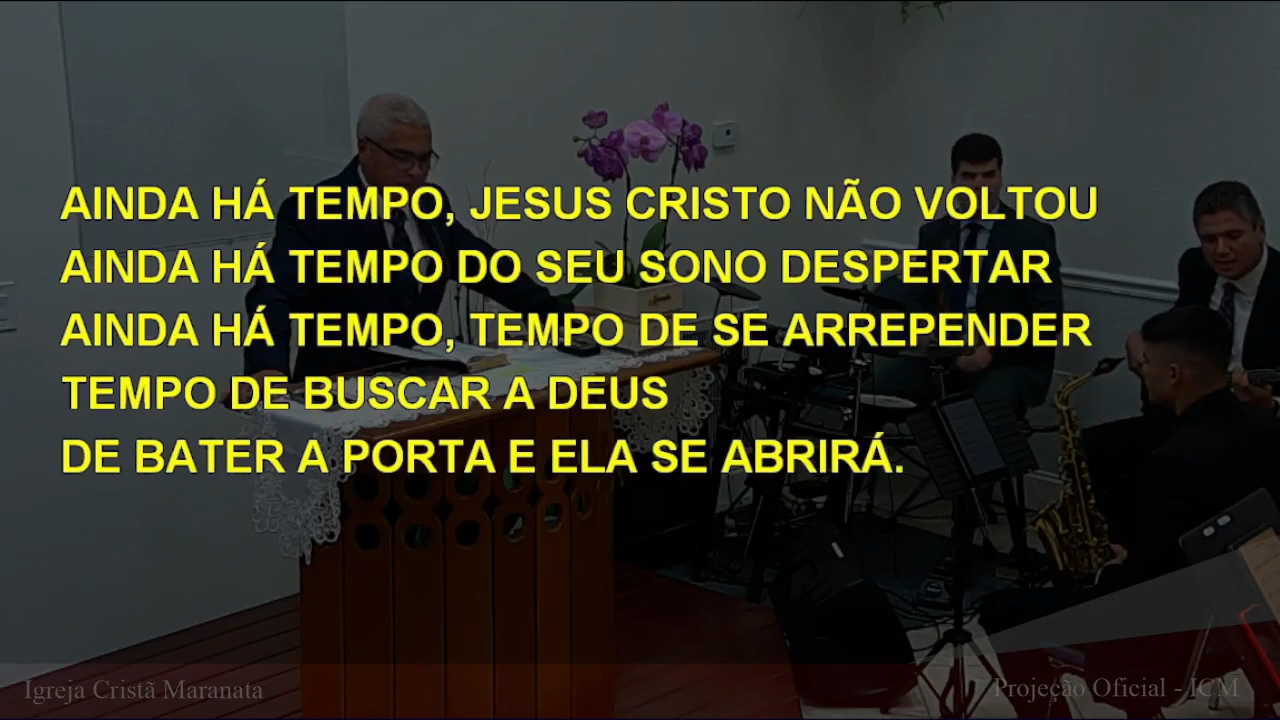 AINDA HÁ TEMPO, JESUS CRISTO NÃO VOLTOU
AINDA HÁ TEMPO DO SEU SONO DESPERTAR
AINDA HÁ TEMPO, TEMPO DE SE ARREPENDER
TEMPO DE BUSCAR A DEUS
DE BATER A PORTA E ELA SE ABRIRÁ.
Igreja Cristã Maranata
Projeção Oficial - ICM